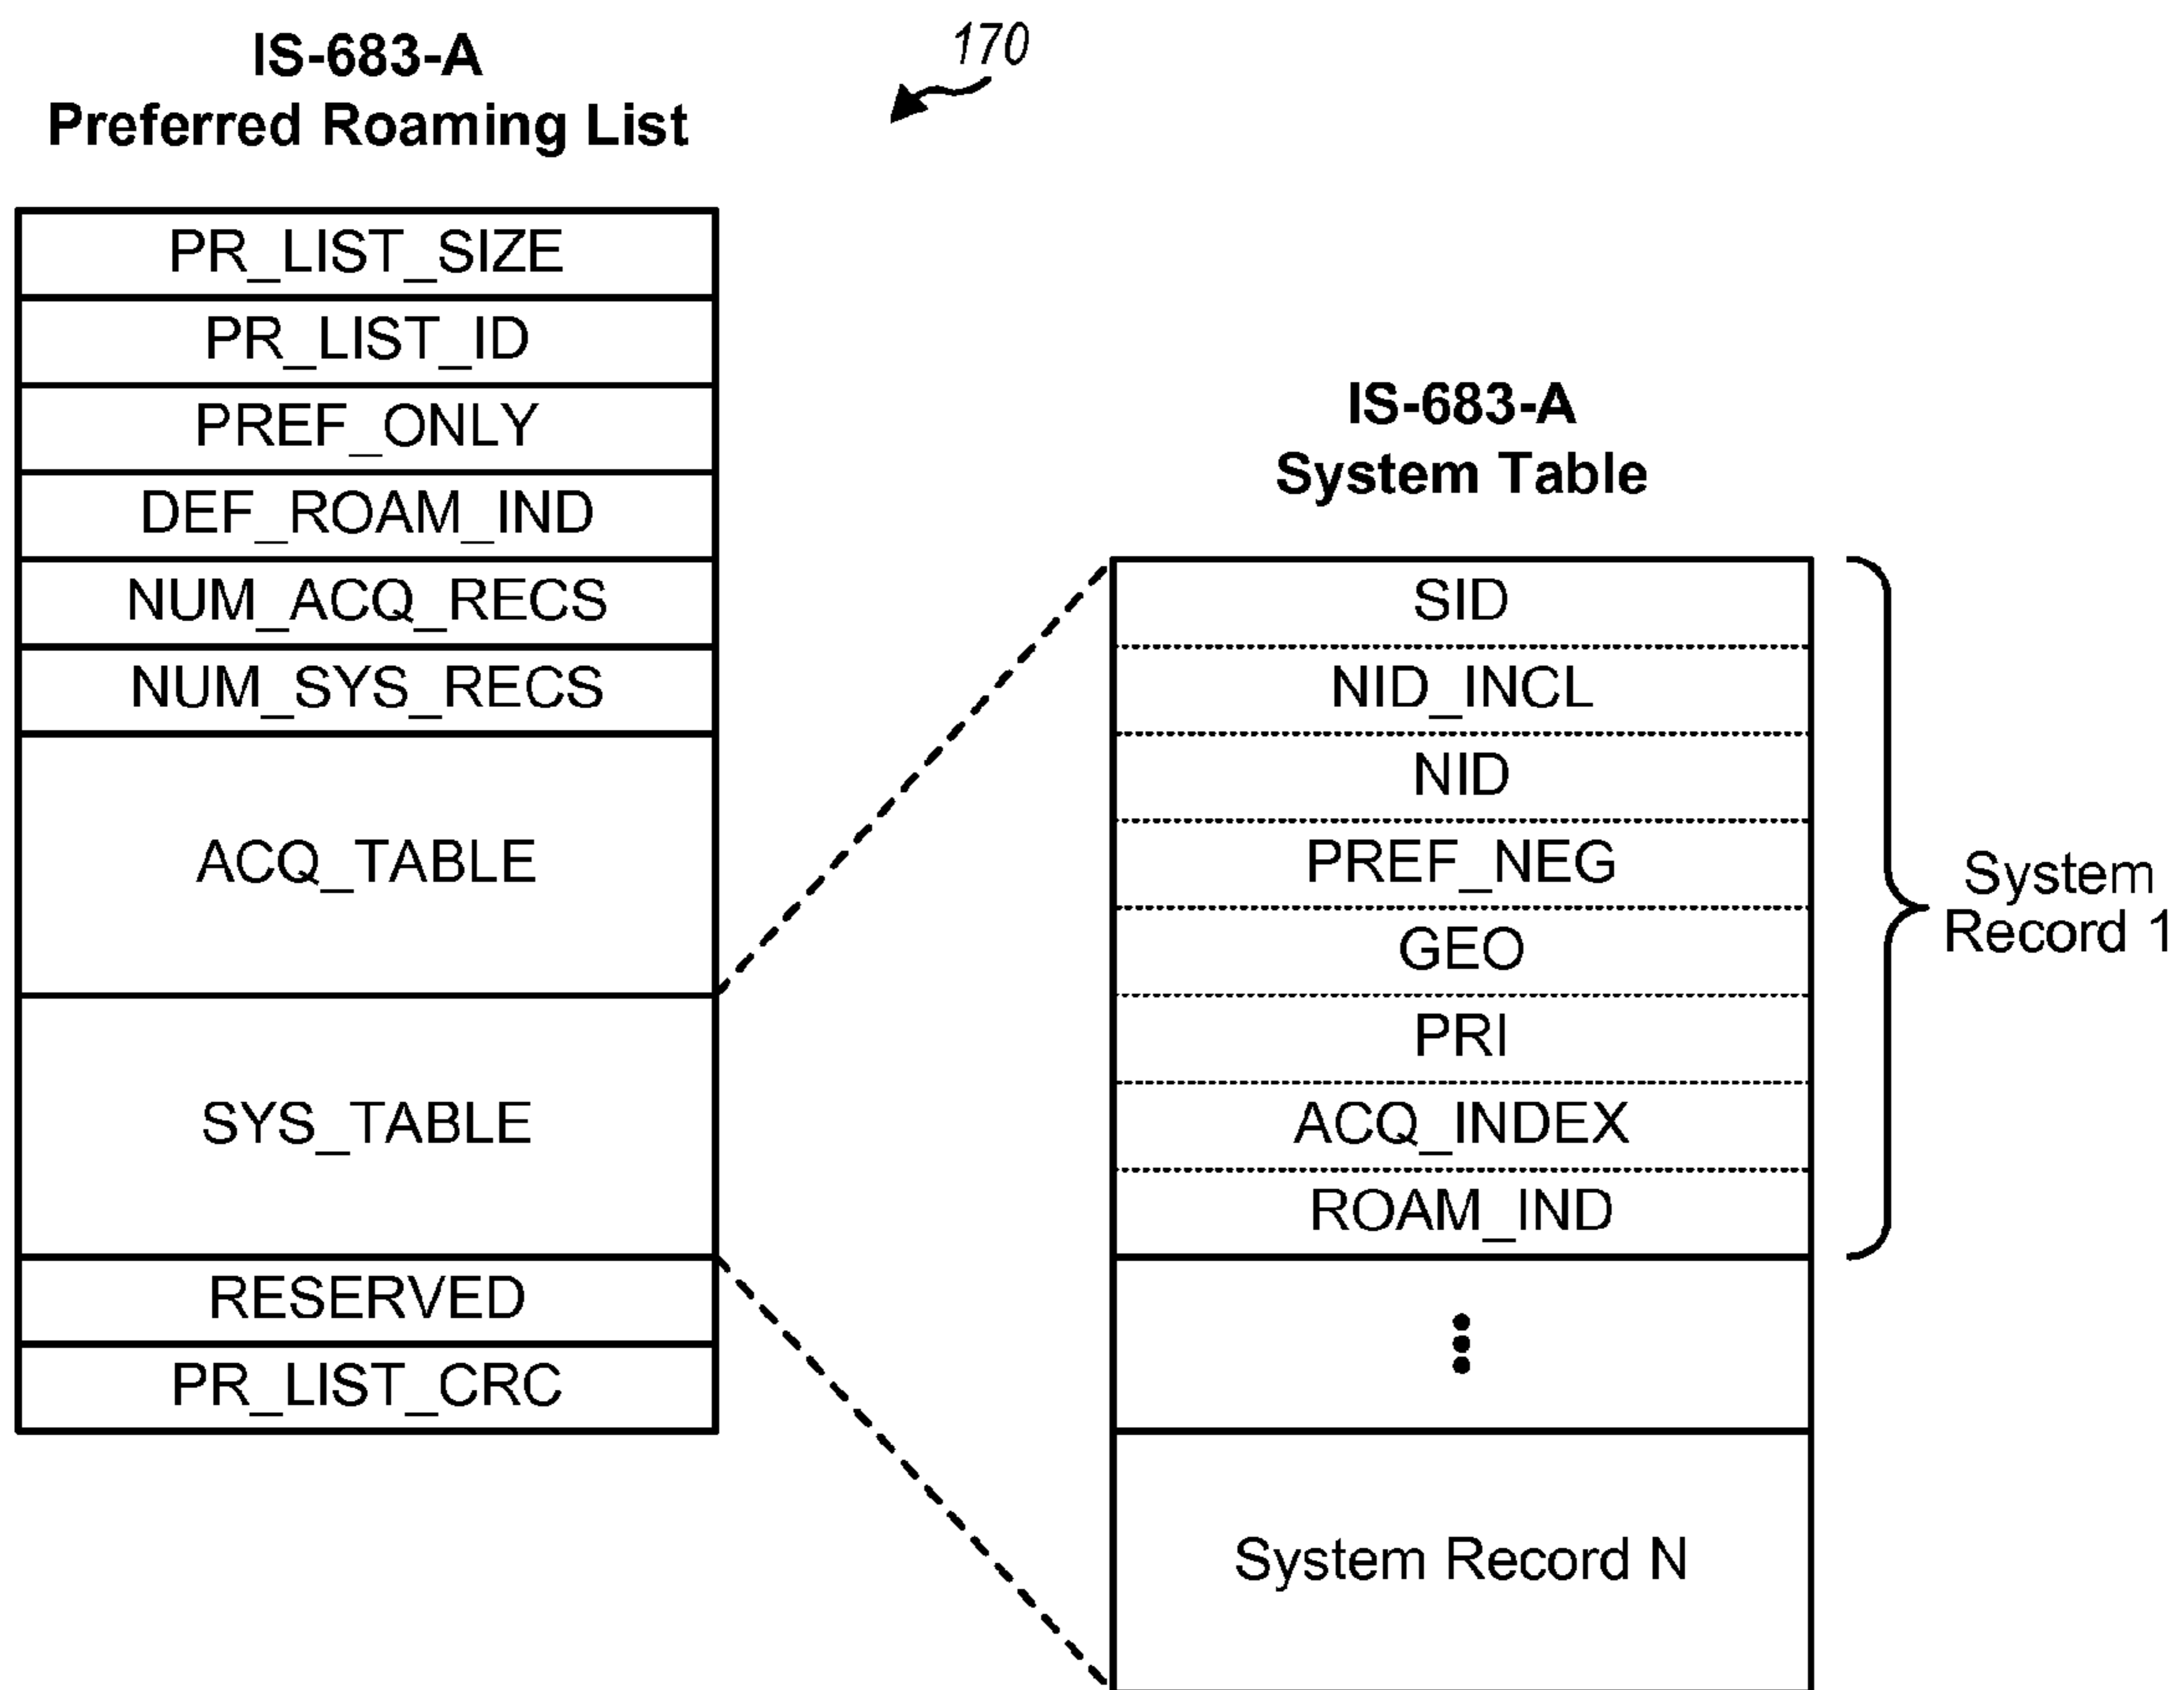 170
IS-683-A
Preferred Roaming List
PR_LIST_SIZE
PR_LIST_ID
PREF_ONLY
DEF_ROAM_IND
NUM_ACQ_RECS
NUM_SYS_RECS
ACQ_TABLE
SYS_TABLE
RESERVED
PR_LIST_CRC
IS-683-A
System Table
SID
NID_INCL
NID
PREF_NEG
GEO
PRI
ACQ_INDEX
ROAM_IND
System Record N
System
Record 1